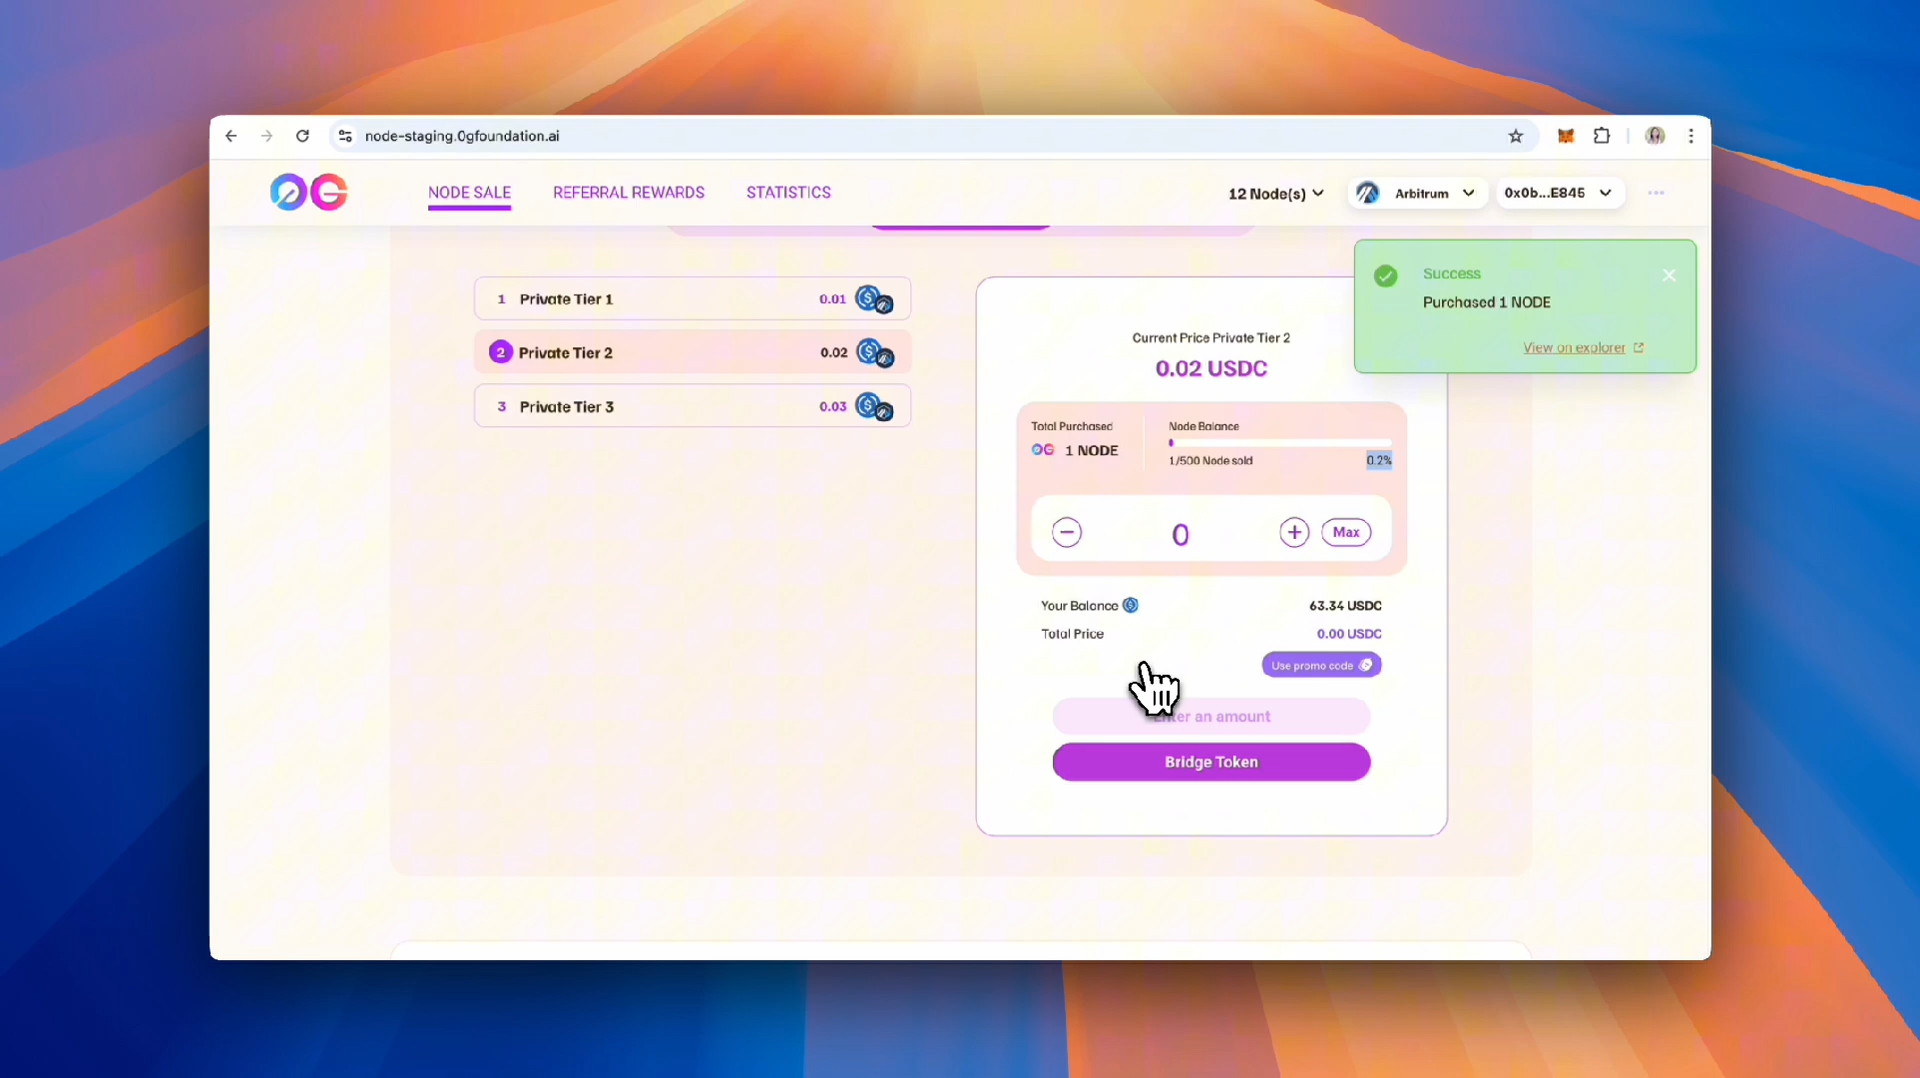 node-staging.0gfoundation.ai
0G
NODE SALE
REFERRAL REWARDS
STATISTICS
12 Node(s)
Arbitrum
0x0b...E845
Success
Purchased 1 NODE
View on explorer
1 Private Tier 1 0.01
2 Private Tier 2 0.02
3 Private Tier 3 0.03
Current Price Private Tier 2
0.02 USDC
Total Purchased
0G 1 NODE
Node Balance
1/500 Node sold 0.2%
0
Max
Your Balance 63.34 USDC
Total Price 0.00 USDC
Use promo code
Enter an amount
Bridge Token